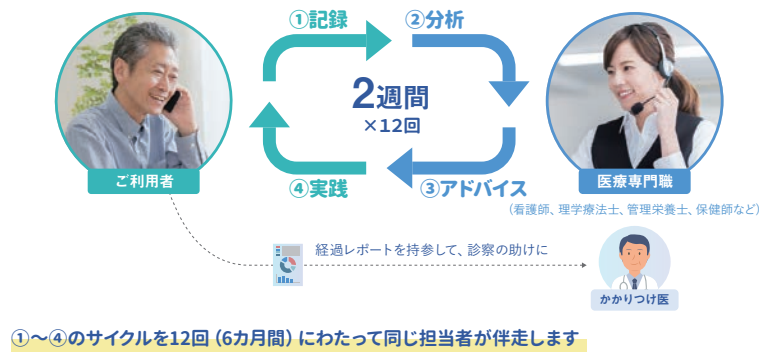 ①記録
②分析
2週間
×12回
④実践
③アドバイス
ご利用者
医療専門職
（看護師、理学療法士、管理栄養士、保健師など）
経過レポートを持参して、診察の助けに
かかりつけ医
①～④のサイクルを12回（6カ月間）にわたって同じ担当者が伴走します